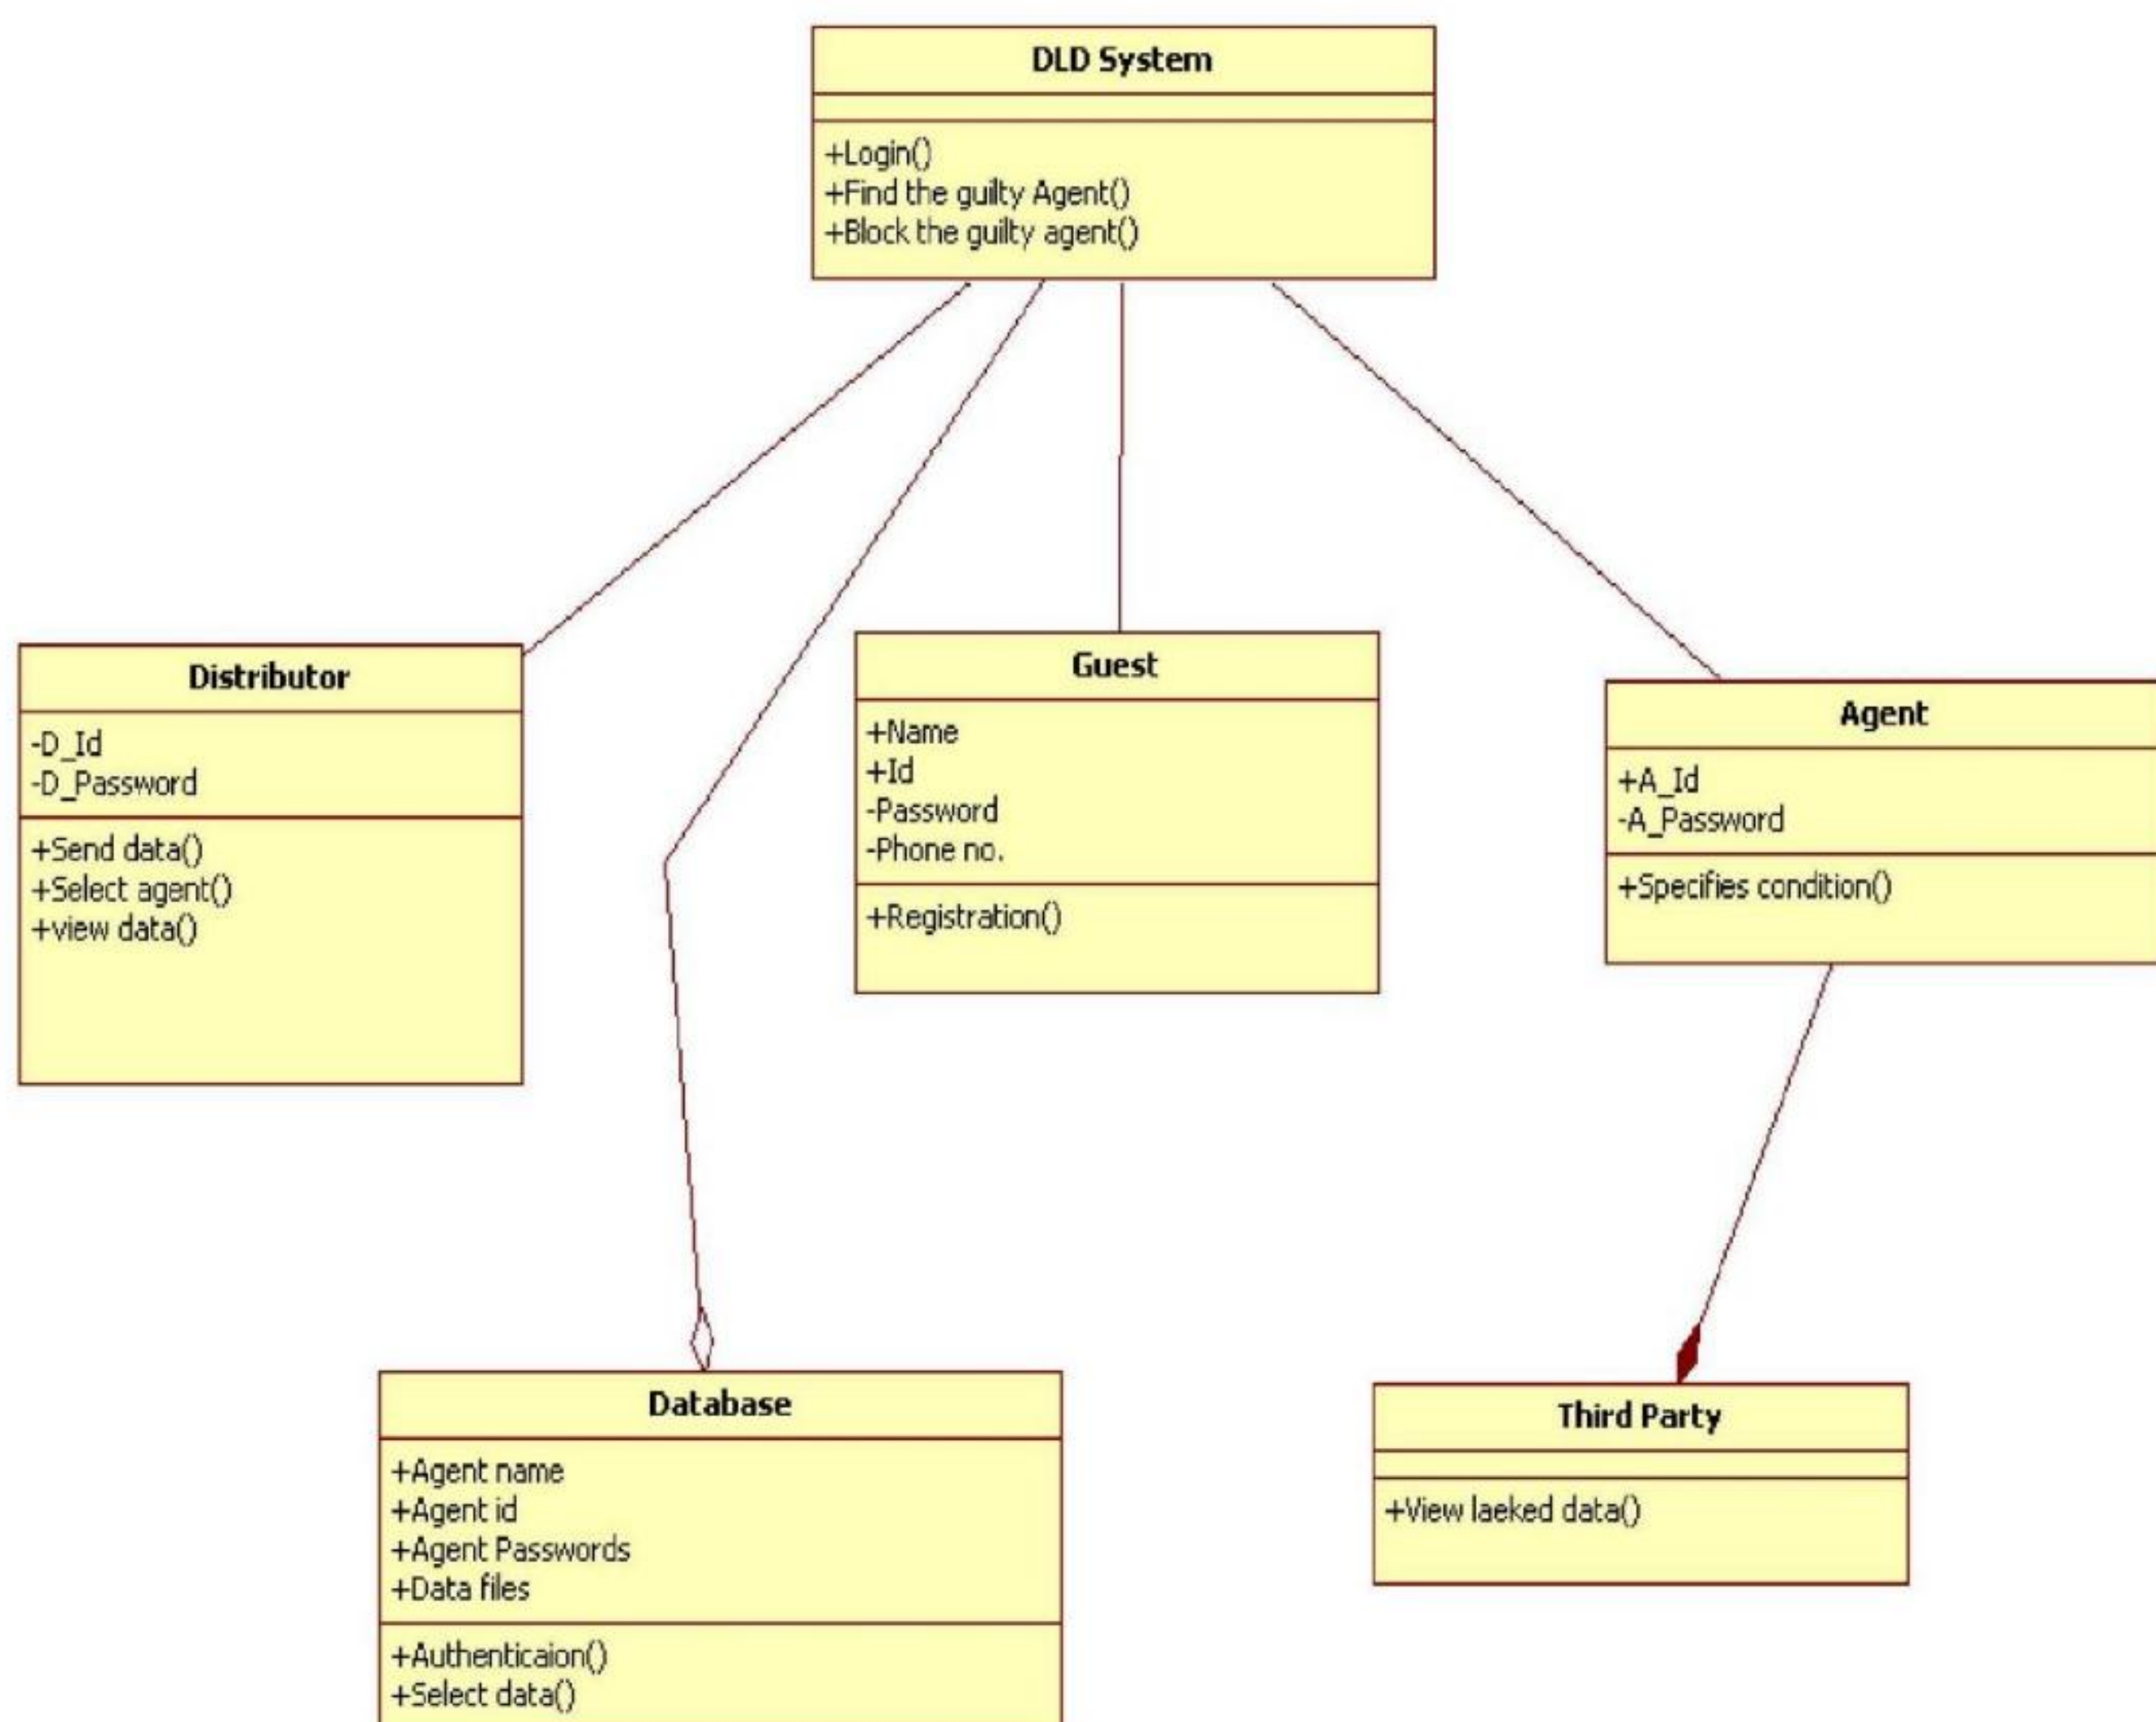 DLD System
+Login()
+Find the guilty Agent()
+Block the guilty agent()
Distributor
-D_Id
-D_Password
+Send data()
+Select agent()
+view data()
Guest
+Name
+Id
-Password
-Phone no.
+Registration()
Agent
+A_Id
-A_Password
+Specifies condition()
Database
+Agent name
+Agent id
+Agent Passwords
+Data files
+Authenticaion()
+Select data()
Third Party
+View laeked data()